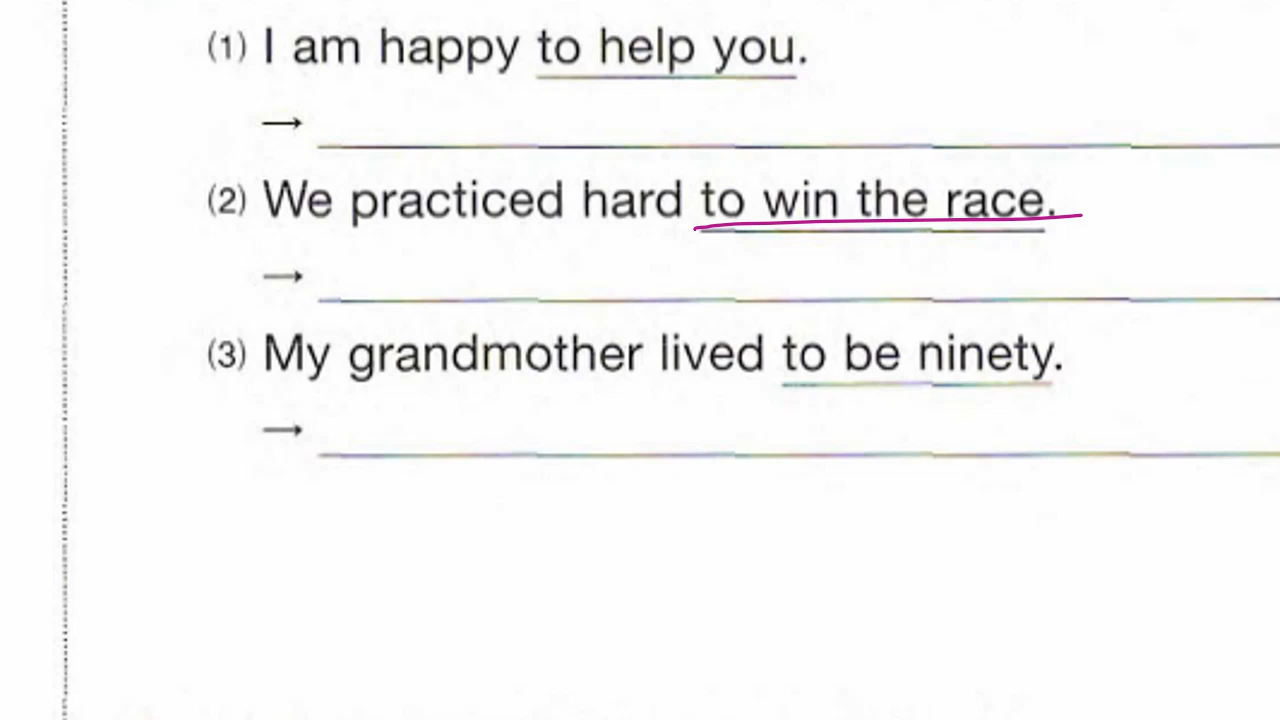 (1) I am happy to help you.
→
(2) We practiced hard to win the race.
→
(3) My grandmother lived to be ninety.
→